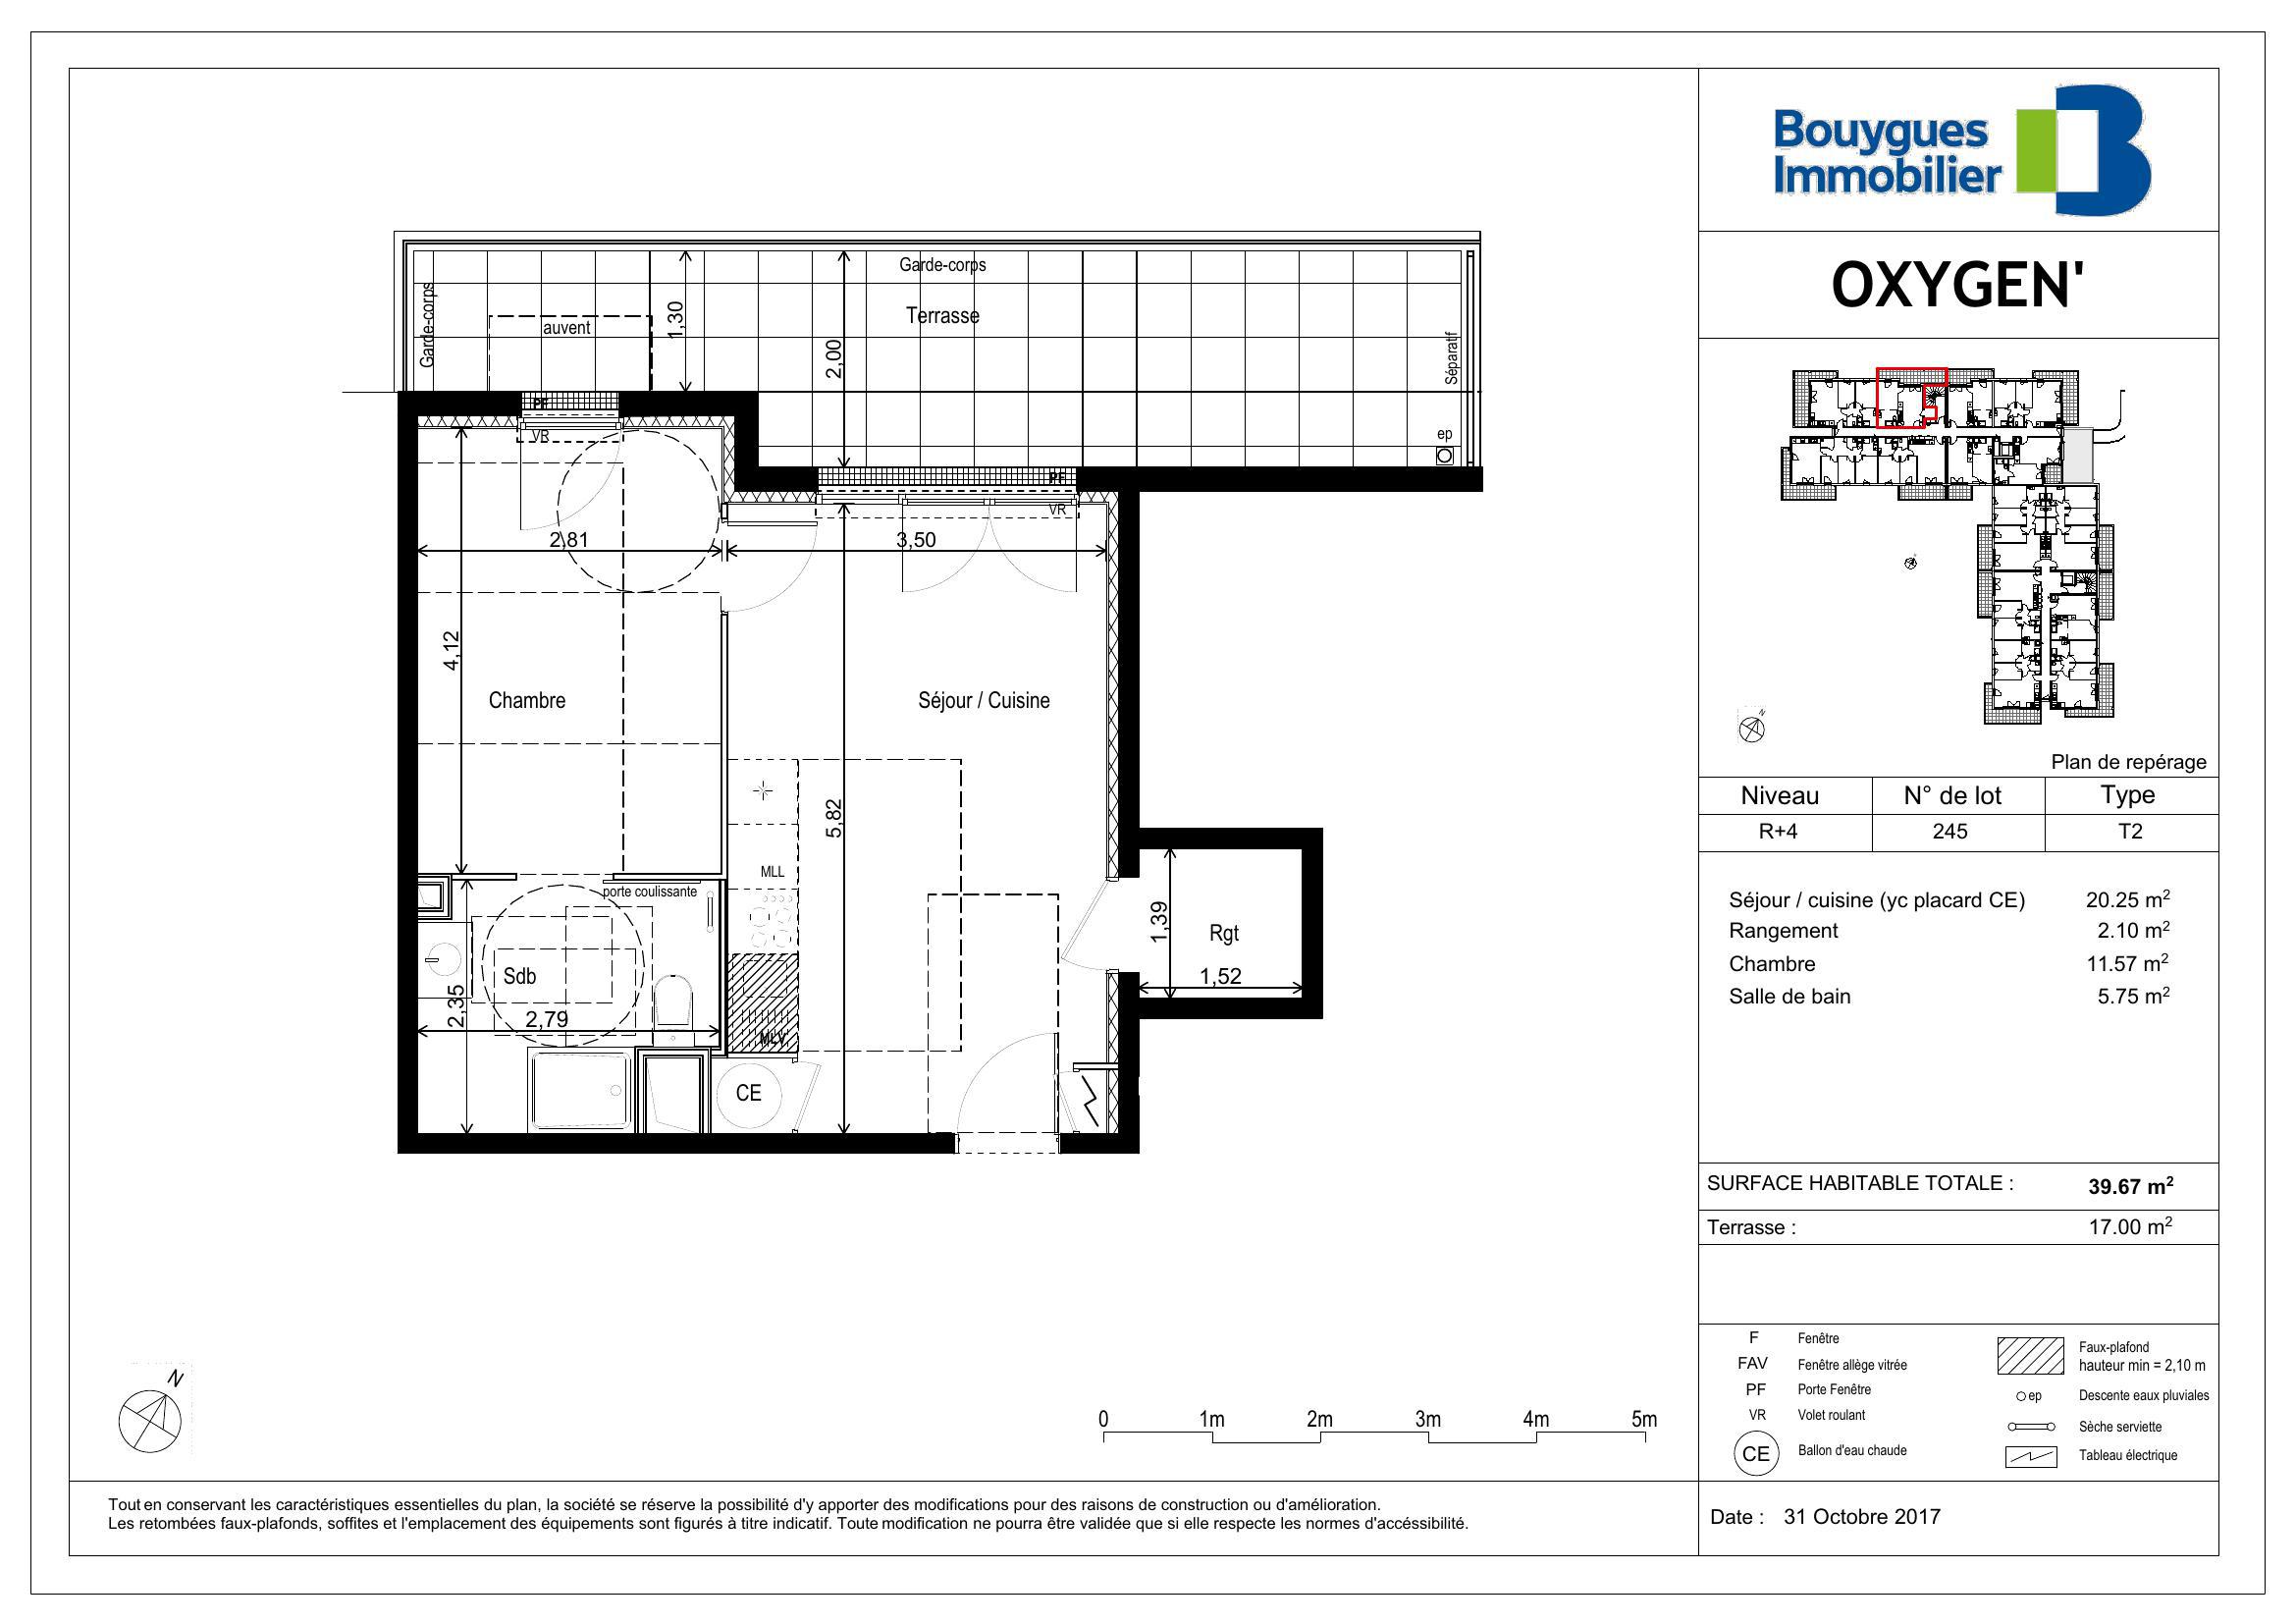 Bouygues
Immobilier
OXYGEN'
Garde-corps
Garde-corps
Terrasse
auvent
1,30
2,00
Séparatif
ep
PF
VR
PF
VR
2,81
3,50
4,12
Chambre
Séjour / Cuisine
5,82
MLL
porte coulissante
1,39
Rgt
1,52
Sdb
2,35
2,79
MLV
CE
N
0 1m 2m 3m 4m 5m
N
Plan de repérage
Niveau N° de lot Type
R+4 245 T2
Séjour / cuisine (yc placard CE) 20.25 m²
Rangement 2.10 m²
Chambre 11.57 m²
Salle de bain 5.75 m²
SURFACE HABITABLE TOTALE : 39.67 m²
Terrasse : 17.00 m²
F Fenêtre
FAV Fenêtre allège vitrée
PF Porte Fenêtre
VR Volet roulant
CE Ballon d'eau chaude
Faux-plafond
hauteur min = 2,10 m
ep Descente eaux pluviales
Sèche serviette
Tableau électrique
Tout en conservant les caractéristiques essentielles du plan, la société se réserve la possibilité d'y apporter des modifications pour des raisons de construction ou d'amélioration.
Les retombées faux-plafonds, soffites et l'emplacement des équipements sont figurés à titre indicatif. Toute modification ne pourra être validée que si elle respecte les normes d'accéssibilité.
Date : 31 Octobre 2017